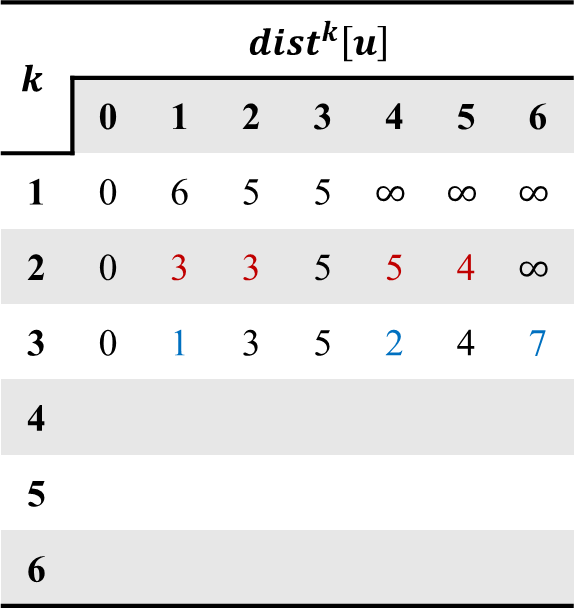 dist^k[u]
k
0 1 2 3 4 5 6
1 0 6 5 5 ∞ ∞ ∞
2 0 3 3 5 5 4 ∞
3 0 1 3 5 2 4 7
4
5
6